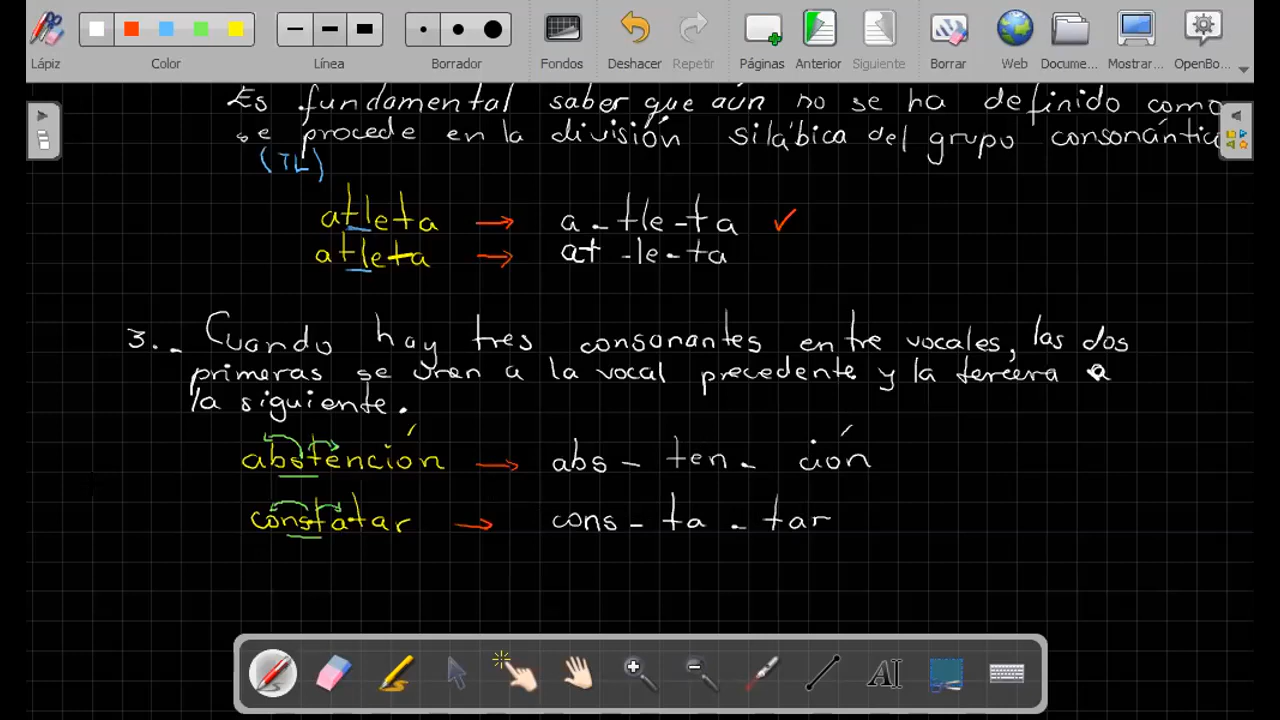 Lápiz Color Línea Borrador Fondos Deshacer Repetir Páginas Anterior Siguiente Borrar Web Docume... Mostrar... OpenBo...
Es fundamental saber que aún no se ha definido como
se procede en la división silábica del grupo consonántic
(TL)
atleta → a - tle - ta ✓
atleta → at - le - ta
3.- Cuando hay tres consonantes entre vocales, las dos
primeras se unen a la vocal precedente y la tercera a
la siguiente.
abstención → abs - ten - ción
constatar → cons - ta - tar